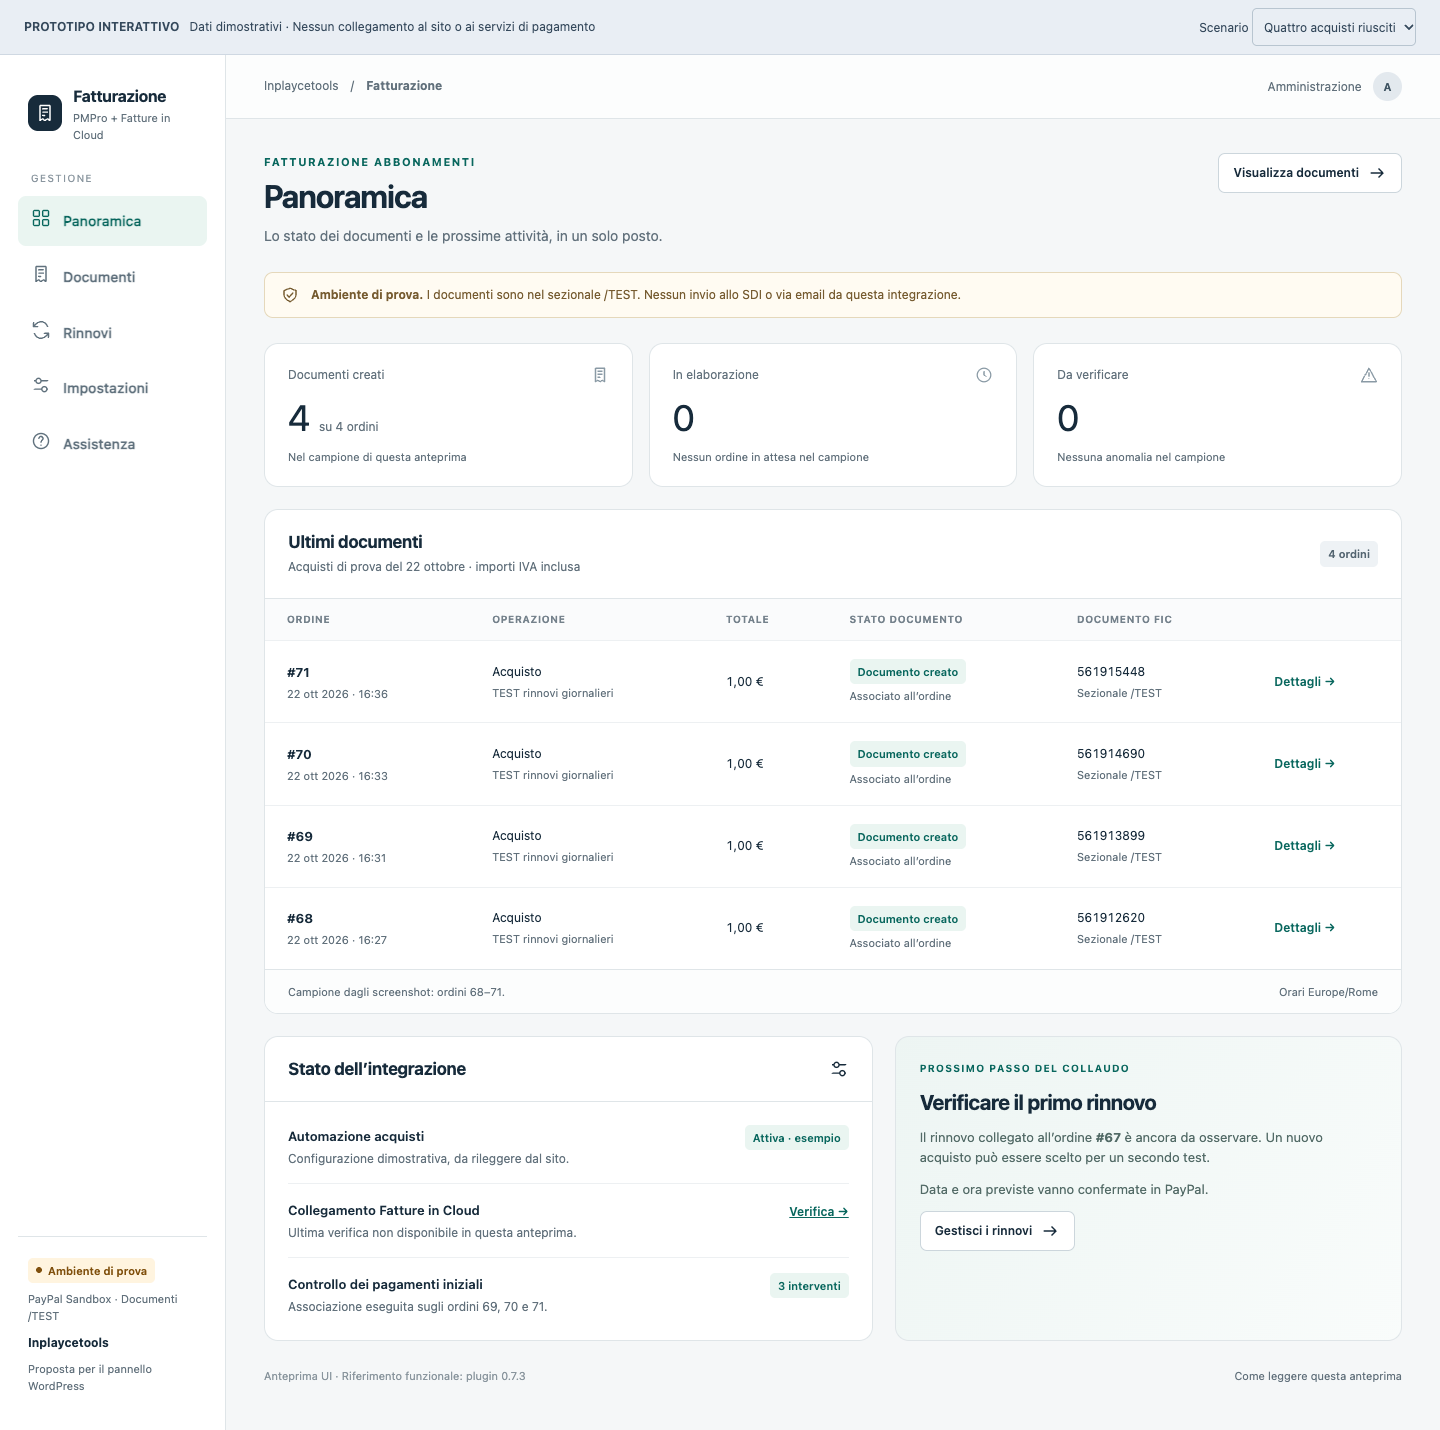 PROTOTIPO INTERATTIVO Dati dimostrativi · Nessun collegamento al sito o ai servizi di pagamento
Scenario Quattro acquisti riusciti
Fatturazione
PMPro + Fatture in
Cloud
GESTIONE
Panoramica
Documenti
Rinnovi
Impostazioni
Assistenza
Ambiente di prova
PayPal Sandbox · Documenti
/TEST
Inplaycetools
Proposta per il pannello
WordPress
Inplaycetools / Fatturazione
Amministrazione A
FATTURAZIONE ABBONAMENTI
Panoramica
Lo stato dei documenti e le prossime attività, in un solo posto.
Visualizza documenti →
Ambiente di prova. I documenti sono nel sezionale /TEST. Nessun invio allo SDI o via email da questa integrazione.
Documenti creati
4 su 4 ordini
Nel campione di questa anteprima
In elaborazione
0
Nessun ordine in attesa nel campione
Da verificare
0
Nessuna anomalia nel campione
Ultimi documenti
Acquisti di prova del 22 ottobre · importi IVA inclusa
4 ordini
ORDINE OPERAZIONE TOTALE STATO DOCUMENTO DOCUMENTO FIC
#71 Acquisto 1,00 € Documento creato 561915448 Dettagli →
22 ott 2026 · 16:36 TEST rinnovi giornalieri Associato all’ordine Sezionale /TEST
#70 Acquisto 1,00 € Documento creato 561914690 Dettagli →
22 ott 2026 · 16:33 TEST rinnovi giornalieri Associato all’ordine Sezionale /TEST
#69 Acquisto 1,00 € Documento creato 561913899 Dettagli →
22 ott 2026 · 16:31 TEST rinnovi giornalieri Associato all’ordine Sezionale /TEST
#68 Acquisto 1,00 € Documento creato 561912620 Dettagli →
22 ott 2026 · 16:27 TEST rinnovi giornalieri Associato all’ordine Sezionale /TEST
Campione dagli screenshot: ordini 68–71. Orari Europe/Rome
Stato dell’integrazione
Automazione acquisti
Configurazione dimostrativa, da rileggere dal sito.
Attiva · esempio
Collegamento Fatture in Cloud
Ultima verifica non disponibile in questa anteprima.
Verifica →
Controllo dei pagamenti iniziali
Associazione eseguita sugli ordini 69, 70 e 71.
3 interventi
PROSSIMO PASSO DEL COLLAUDO
Verificare il primo rinnovo
Il rinnovo collegato all’ordine #67 è ancora da osservare. Un nuovo
acquisto può essere scelto per un secondo test.
Data e ora previste vanno confermate in PayPal.
Gestisci i rinnovi →
Anteprima UI · Riferimento funzionale: plugin 0.7.3
Come leggere questa anteprima